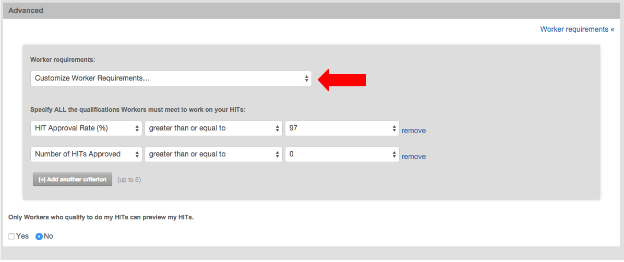 Advanced
Worker requirements «
Worker requirements:
Customize Worker Requirements...
Specify ALL the qualifications Workers must meet to work on your HITs:
HIT Approval Rate (%) greater than or equal to 97 remove
Number of HITs Approved greater than or equal to 0 remove
(+) Add another criterion (up to 5)
Only Workers who qualify to do my HITs can preview my HITs.
Yes No